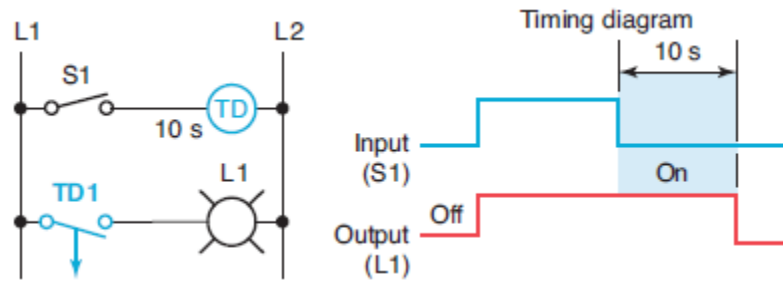 L1
L2
S1
TD
10 s
TD1
L1
Timing diagram
10 s
Input
(S1)
On
Off
Output
(L1)